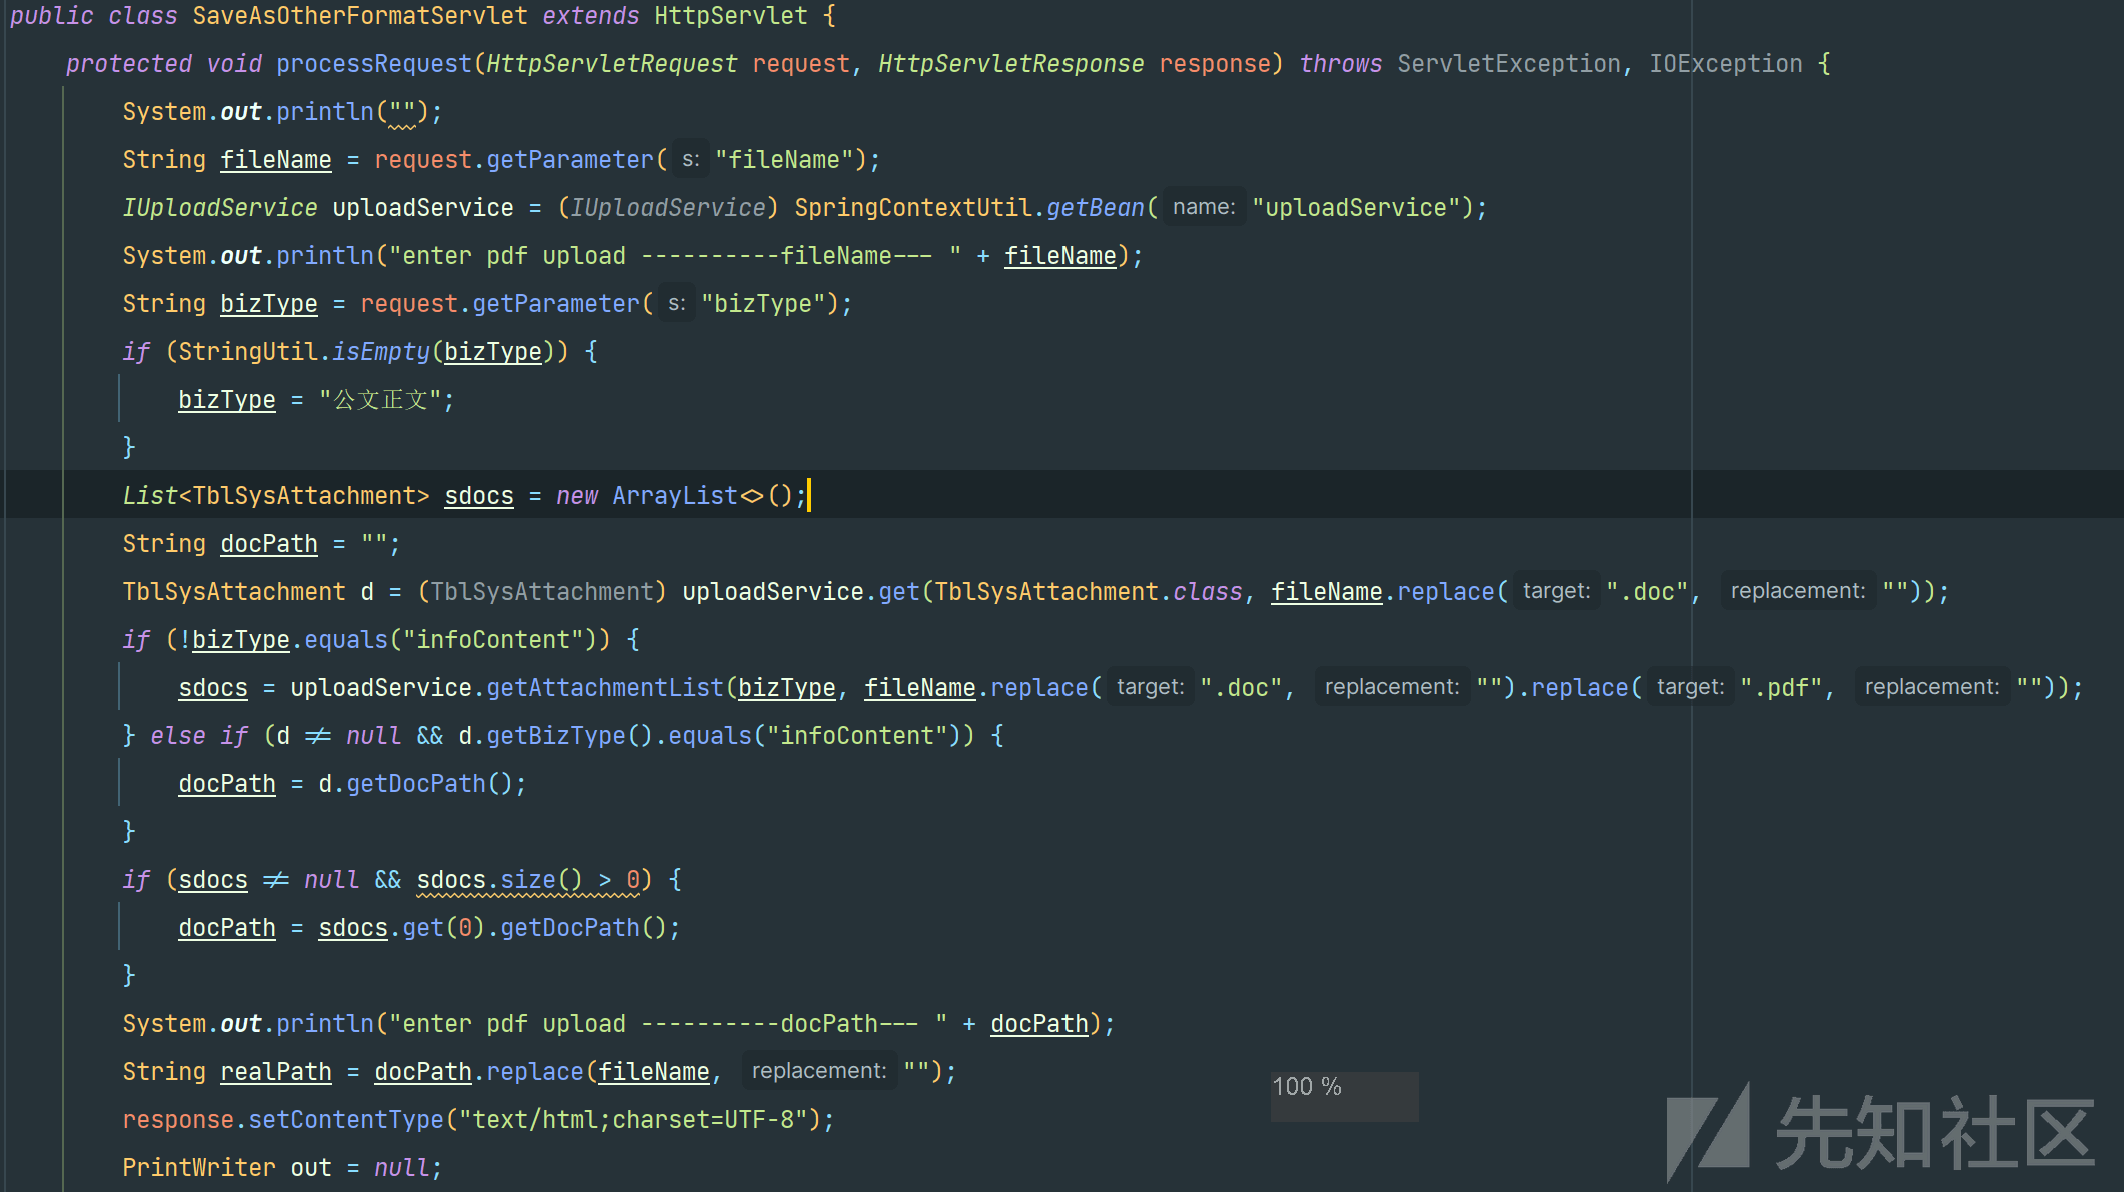 public class SaveAsOtherFormatServlet extends HttpServlet {
protected void processRequest(HttpServletRequest request, HttpServletResponse response) throws ServletException, IOException {
System.out.println("");
String fileName = request.getParameter( s: "fileName");
IUploadService uploadService = (IUploadService) SpringContextUtil.getBean( name: "uploadService");
System.out.println("enter pdf upload ----------fileName--- " + fileName);
String bizType = request.getParameter( s: "bizType");
if (StringUtil.isEmpty(bizType)) {
bizType = "公文正文";
}
List<TblSysAttachment> sdocs = new ArrayList<>();
String docPath = "";
TblSysAttachment d = (TblSysAttachment) uploadService.get(TblSysAttachment.class, fileName.replace( target: ".doc", replacement: ""));
if (!bizType.equals("infoContent")) {
sdocs = uploadService.getAttachmentList(bizType, fileName.replace( target: ".doc", replacement: "").replace( target: ".pdf", replacement: ""));
} else if (d ≠ null && d.getBizType().equals("infoContent")) {
docPath = d.getDocPath();
}
if (sdocs ≠ null && sdocs.size() > 0) {
docPath = sdocs.get(0).getDocPath();
}
System.out.println("enter pdf upload ----------docPath--- " + docPath);
String realPath = docPath.replace(fileName, replacement: "");
response.setContentType("text/html;charset=UTF-8");
PrintWriter out = null;
100 %
先知社区